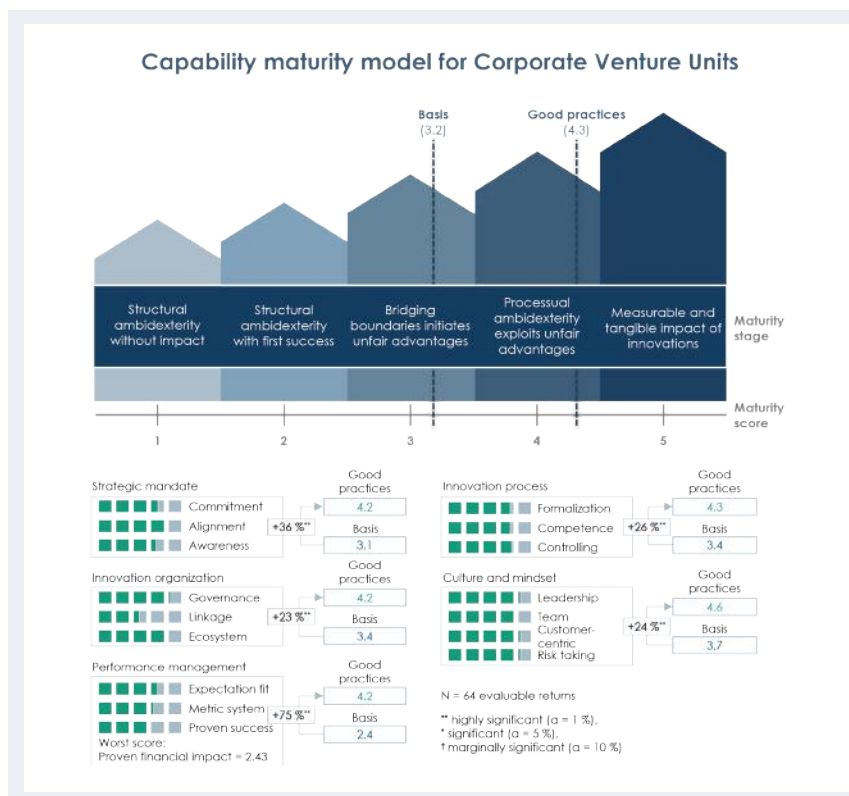 Capability maturity model for Corporate Venture Units
Basis
(3.2)
Good practices
(4.3)
Structural
ambidexterity
without impact
Structural
ambidexterity
with first success
Bridging
boundaries initiates
unfair advantages
Processual
ambidexterity
exploits unfair
advantages
Measurable and
tangible impact of
innovations
Maturity
stage
1
2
3
4
5
Maturity
score
Strategic mandate
Commitment
Alignment
Awareness
+36 %**
Good
practices
4.2
Basis
3.1
Innovation organization
Governance
Linkage
Ecosystem
+23 %**
Good
practices
4.2
Basis
3.4
Performance management
Expectation fit
Metric system
Proven success
Worst score:
Proven financial impact = 2.43
+75 %**
Good
practices
4.2
Basis
2.4
Innovation process
Formalization
Competence
Controlling
+26 %**
Good
practices
4.3
Basis
3.4
Culture and mindset
Leadership
Team
Customer-
centric
Risk taking
+24 %**
Good
practices
4.6
Basis
3.7
N = 64 evaluable returns
** highly significant (α = 1 %),
* significant (α = 5 %),
† marginally significant (α = 10 %)